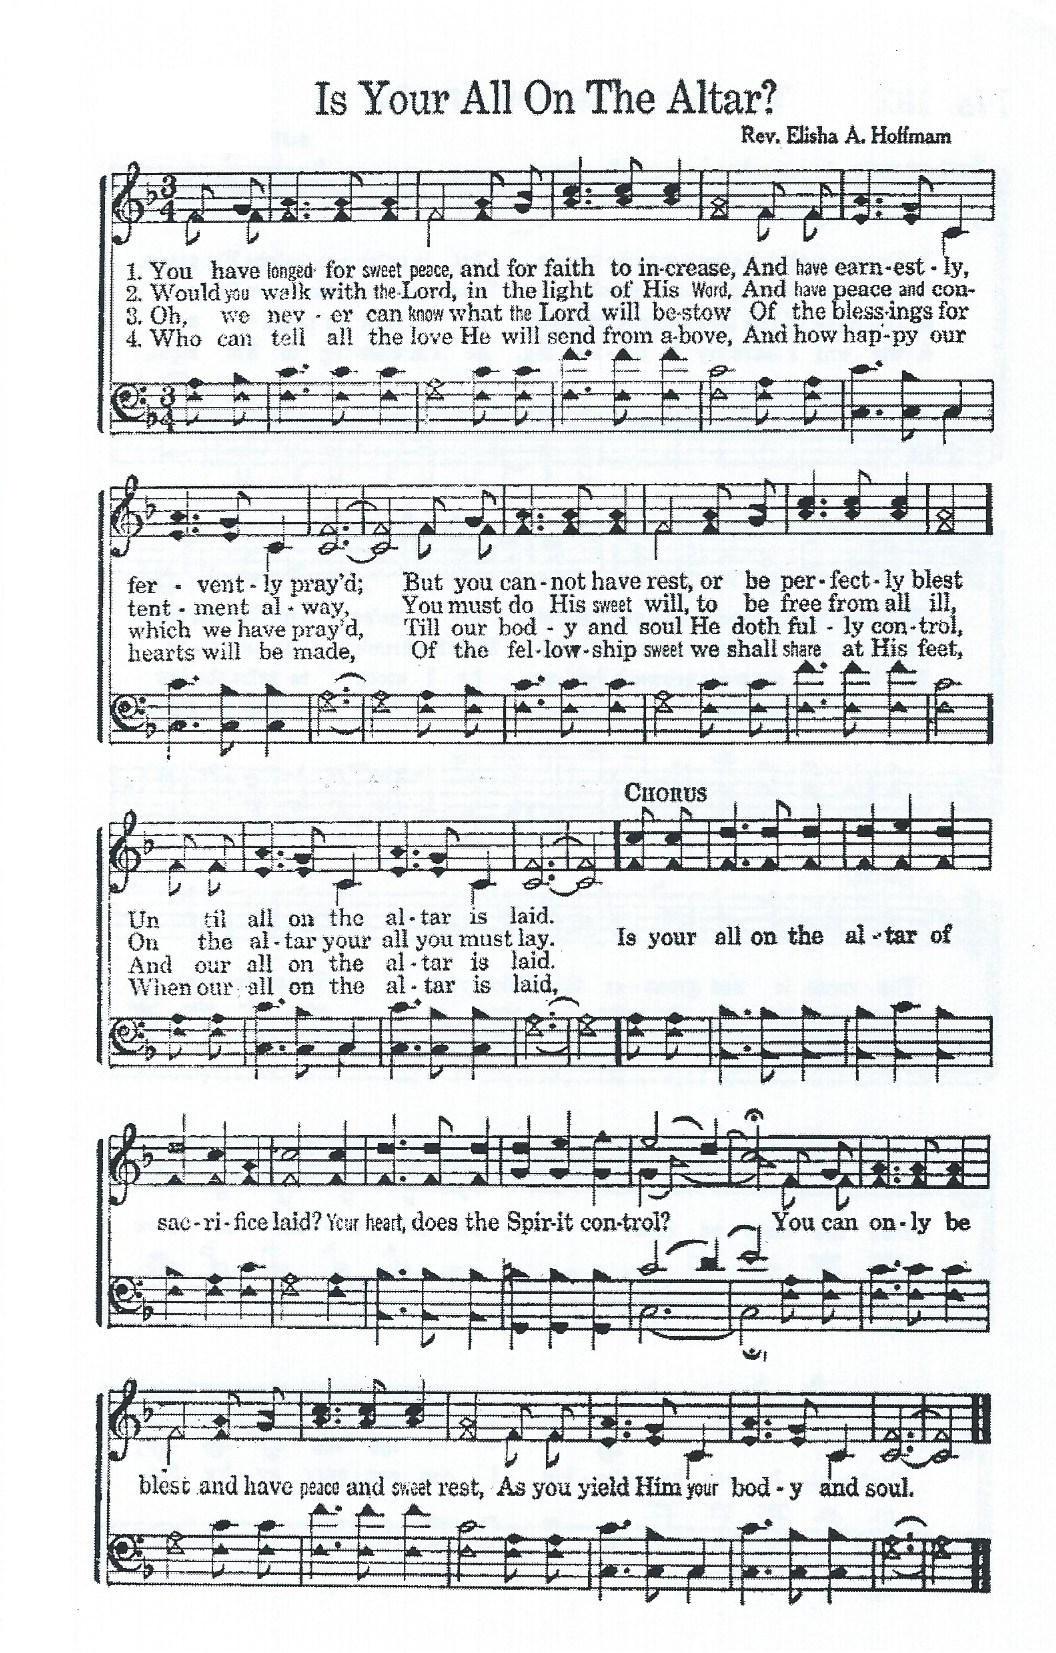 Is Your All On The Altar?
Rev. Elisha A. Hoffmam
3
4
1. You have longed for sweet peace, and for faith to in-crease, And have earn-est-ly,
2. Would you walk with the Lord, in the light of His Word, And have peace and con-
3. Oh, we nev-er can know what the Lord will be-stow Of the bless-ings for
4. Who can tell all the love He will send from a-bove, And how hap-py our
3
4
fer-vent-ly pray'd; But you can-not have rest, or be per-fect-ly blest
tent-ment al-way, You must do His sweet will, to be free from all ill,
which we have pray'd, Till our bod-y and soul He doth ful-ly con-trol,
hearts will be made, Of the fel-low-ship sweet we shall share at His feet,
CHORUS
Un til all on the al-tar is laid.
On the al-tar your all you must lay. Is your all on the al-tar of
And our all on the al-tar is laid.
When our all on the al-tar is laid,
sac-ri-fice laid? Your heart, does the Spir-it con-trol? You can on-ly be
blest and have peace and sweet rest, As you yield Him your bod-y and soul.